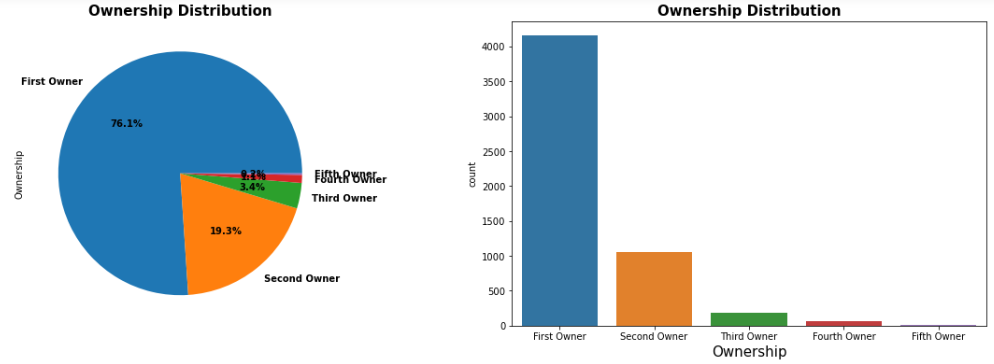 Ownership Distribution
First Owner
76.1%
Ownership
Fifth Owner
Fourth Owner
3.4%
Third Owner
19.3%
Second Owner
Ownership Distribution
4000
3500
3000
2500
2000
1500
1000
500
0
count
First Owner
Second Owner
Third Owner
Fourth Owner
Fifth Owner
Ownership